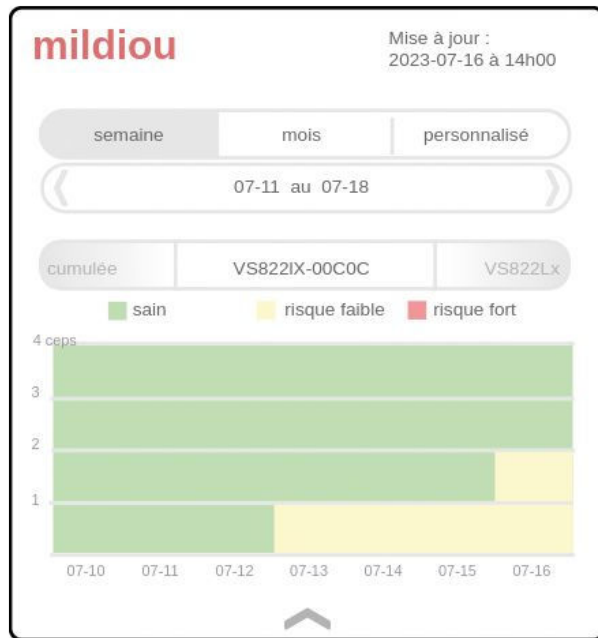 mildiou
Mise à jour :
2023-07-16 à 14h00
semaine mois personnalisé
07-11 au 07-18
cumulée VS822IX-00C0C VS822Lx
sain risque faible risque fort
4 ceps
3
2
1
07-10 07-11 07-12 07-13 07-14 07-15 07-16